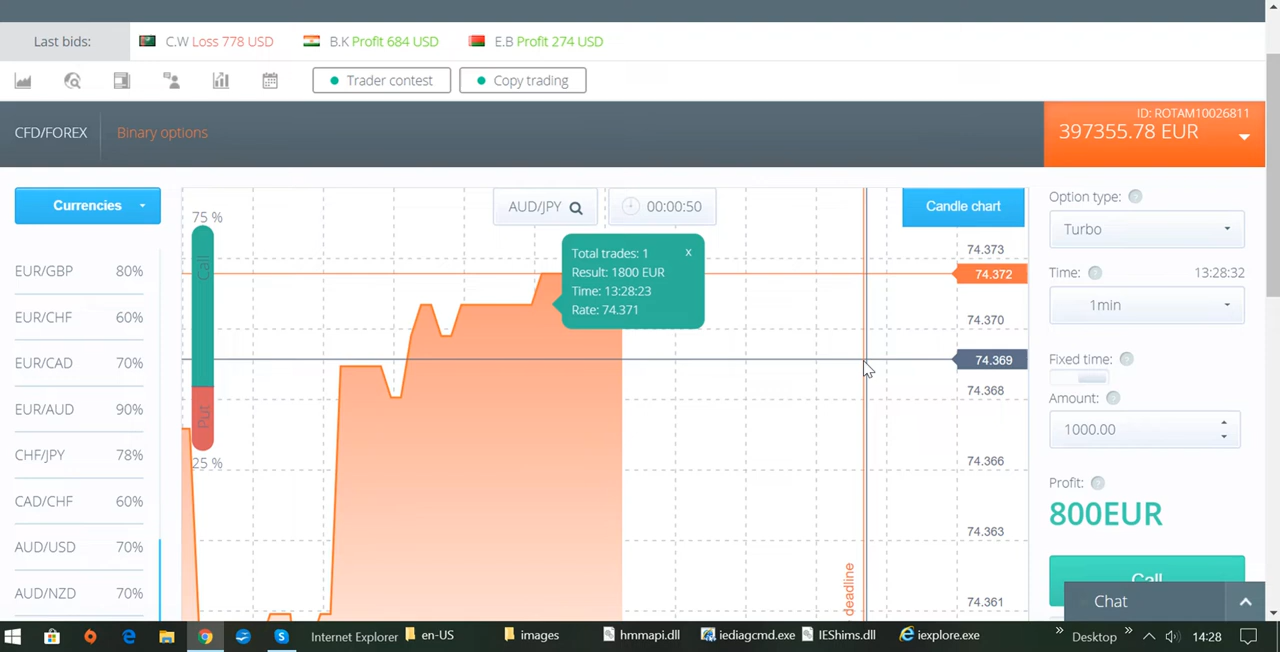 Last bids:
C.W Loss 778 USD
B.K Profit 684 USD
E.B Profit 274 USD
Trader contest
Copy trading
CFD/FOREX
Binary options
ID: ROTAM10026811
397355.78 EUR
Currencies
75 %
Call
Put
25 %
EUR/GBP 80%
EUR/CHF 60%
EUR/CAD 70%
EUR/AUD 90%
CHF/JPY 78%
CAD/CHF 60%
AUD/USD 70%
AUD/NZD 70%
AUD/JPY
00:00:50
Candle chart
Total trades: 1 x
Result: 1800 EUR
Time: 13:28:23
Rate: 74.371
74.373
74.372
74.370
74.369
74.368
74.366
74.363
74.361
deadline
Option type: ?
Turbo
Time: ? 13:28:32
1min
Fixed time: ?
Amount: ?
1000.00
Profit: ?
800EUR
Call
Chat
Internet Explorer
en-US
images
hmmapi.dll
iediagcmd.exe
IEShims.dll
iexplore.exe
Desktop
14:28